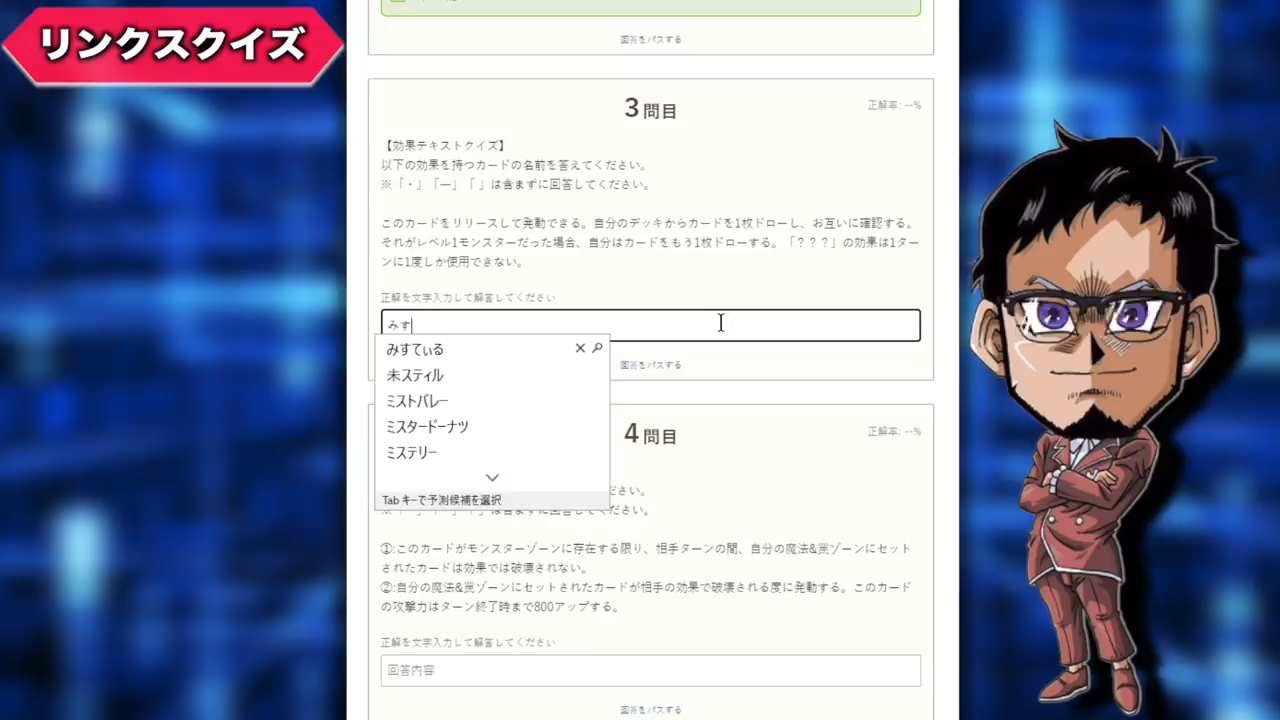 リンクスクイズ
回答をパスする
3問目
正解率: --%
【効果テキストクイズ】
以下の効果を持つカードの名前を答えてください。
※「・」「―」「 」は含まずに回答してください。
このカードをリリースして発動できる。自分のデッキからカードを1枚ドローし、お互いに確認する。
それがレベル1モンスターだった場合、自分はカードをもう1枚ドローする。「？？？」の効果は1ター
ンに1度しか使用できない。
正解を文字入力して解答してください
みす
みすてぃる
未スティル
ミストバレー
ミスタードーナツ
ミステリー
Tab キーで予測候補を選択
回答をパスする
4問目
正解率: --%
ださい。
は含まずに回答してください。
①:このカードがモンスターゾーンに存在する限り、相手ターンの間、自分の魔法&罠ゾーンにセット
されたカードは効果では破壊されない。
②:自分の魔法&罠ゾーンにセットされたカードが相手の効果で破壊される度に発動する。このカード
の攻撃力はターン終了時まで800アップする。
正解を文字入力して解答してください
回答内容
回答をパスする